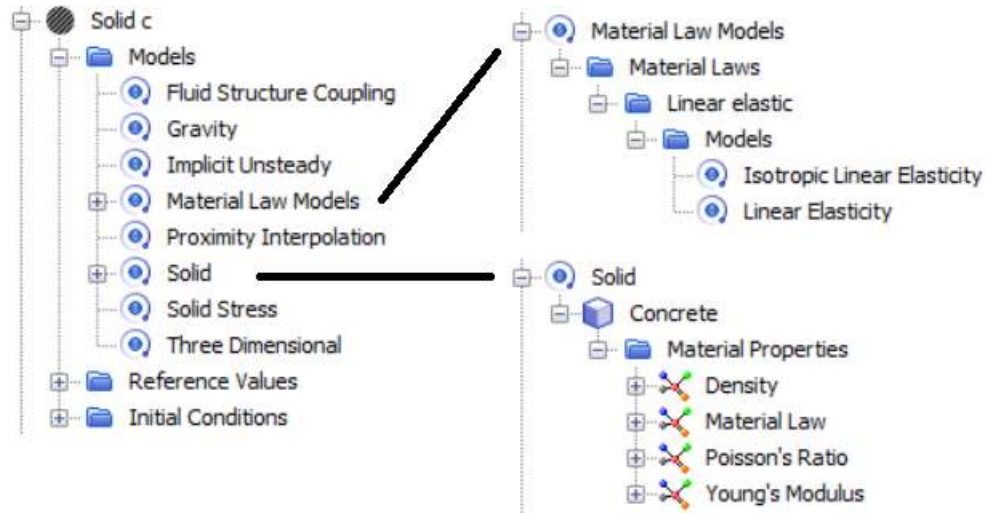 Solid c
Models
Fluid Structure Coupling
Gravity
Implicit Unsteady
Material Law Models
Proximity Interpolation
Solid
Solid Stress
Three Dimensional
Reference Values
Initial Conditions
Material Law Models
Material Laws
Linear elastic
Models
Isotropic Linear Elasticity
Linear Elasticity
Solid
Concrete
Material Properties
Density
Material Law
Poisson's Ratio
Young's Modulus